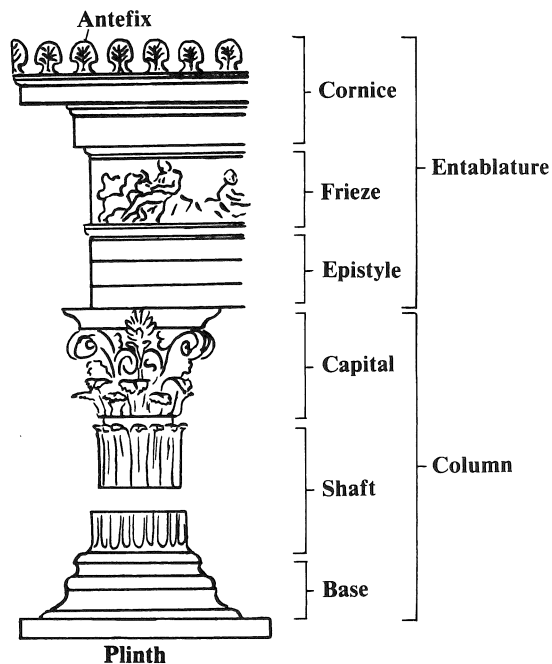 Antefix
Cornice
Entablature
Frieze
Epistyle
Capital
Column
Shaft
Base
Plinth